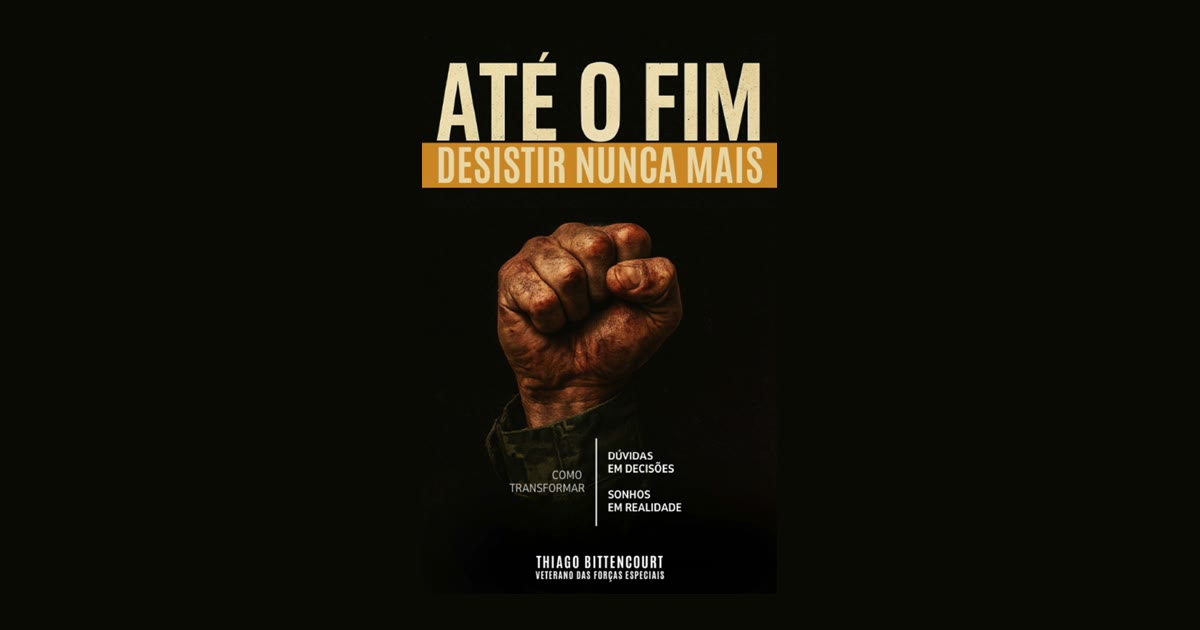 ATÉ O FIM
DESISTIR NUNCA MAIS
COMO
TRANSFORMAR
DÚVIDAS
EM DECISÕES
SONHOS
EM REALIDADE
THIAGO BITTENCOURT
VETERANO DAS FORÇAS ESPECIAIS